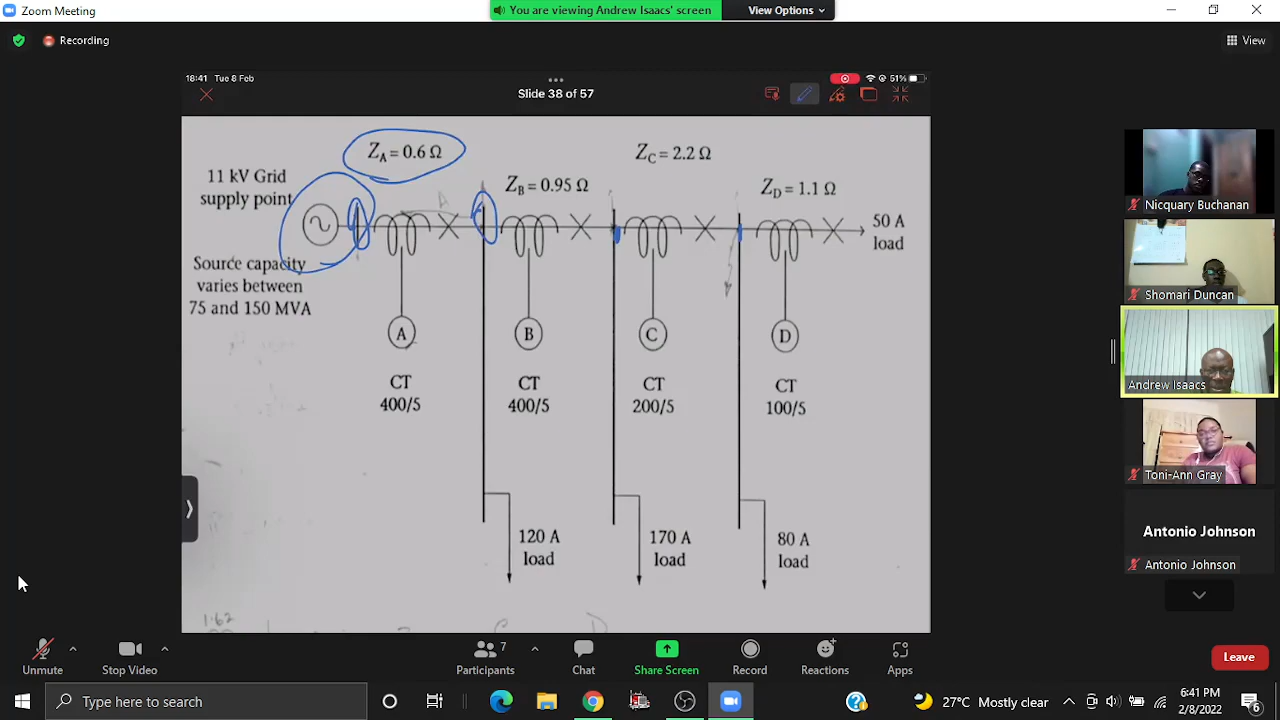 Zoom Meeting
You are viewing Andrew Isaacs' screen
View Options
Recording
View
18:41 Tue 8 Feb
51%
Slide 38 of 57
Z_A = 0.6 Ω
Z_C = 2.2 Ω
11 kV Grid
supply point
Z_B = 0.95 Ω
Z_D = 1.1 Ω
A
50 A
load
Source capacity
varies between
75 and 150 MVA
A
B
C
D
CT
400/5
CT
400/5
CT
200/5
CT
100/5
120 A
load
170 A
load
80 A
load
1.62
D
Nicquary Buchanan
Shomari Duncan
Andrew Isaacs
Toni-Ann Gray
Antonio Johnson
Antonio Johnson
Unmute
Stop Video
7
Participants
Chat
Share Screen
Record
Reactions
Apps
Leave
Type here to search
27°C Mostly clear
6:41 PM
2/8/2022
6